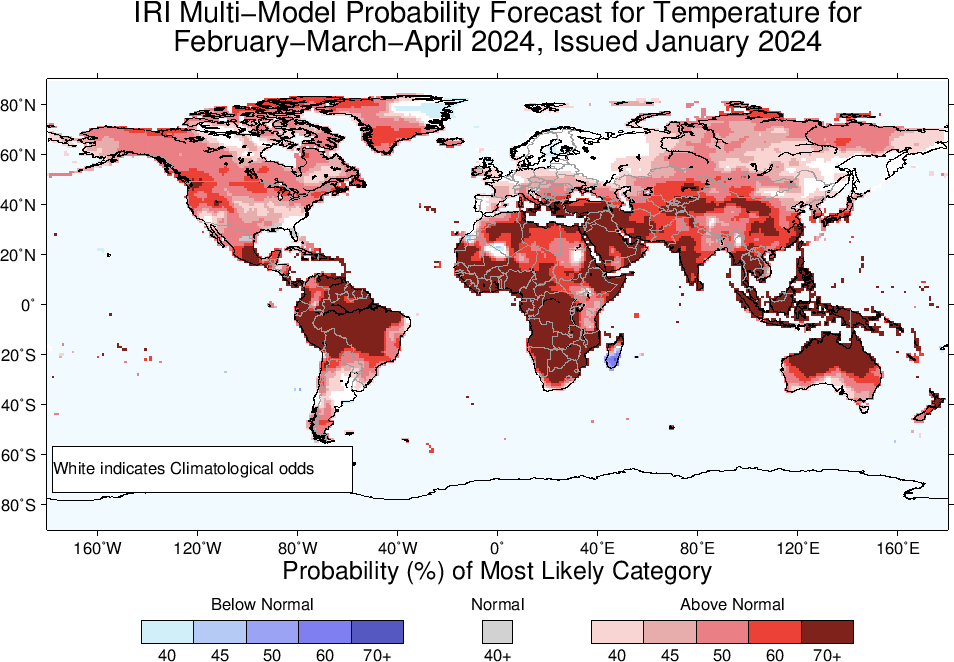 IRI Multi−Model Probability Forecast for Temperature for
February−March−April 2024, Issued January 2024
80˚N
60˚N
40˚N
20˚N
0˚
20˚S
40˚S
60˚S
80˚S
White indicates Climatological odds
160˚W 120˚W 80˚W 40˚W 0˚ 40˚E 80˚E 120˚E 160˚E
Probability (%) of Most Likely Category
Below Normal Normal Above Normal
40 45 50 60 70+ 40+ 40 45 50 60 70+